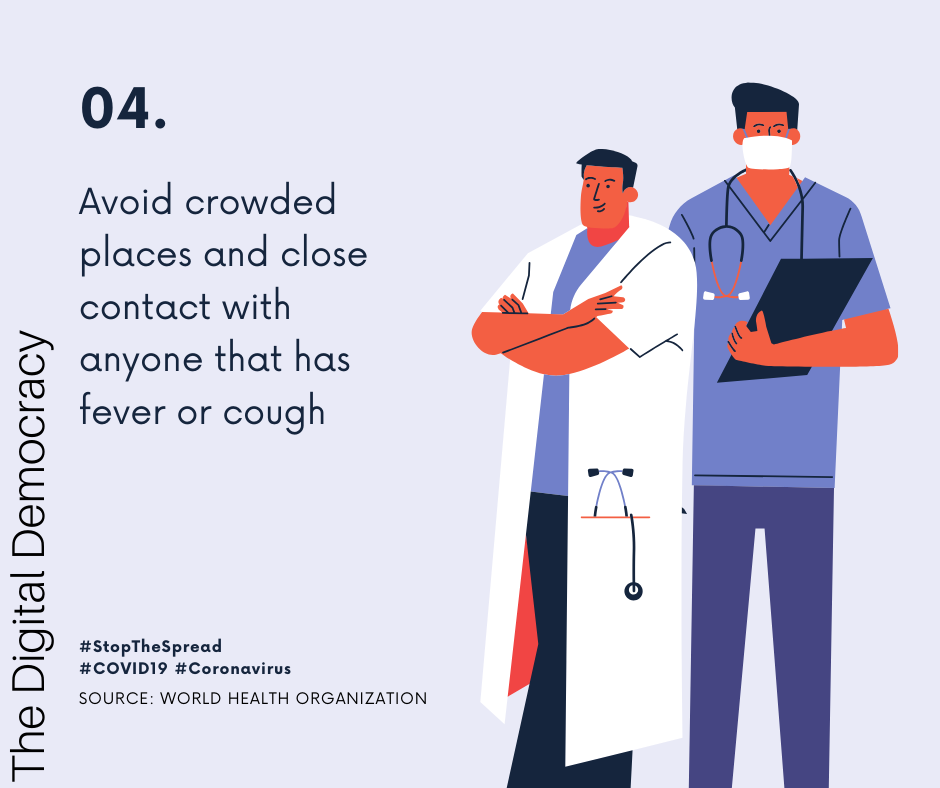 04.
Avoid crowded
places and close
contact with
anyone that has
fever or cough
#StopTheSpread
#COVID19 #Coronavirus
SOURCE: WORLD HEALTH ORGANIZATION
The Digital Democracy